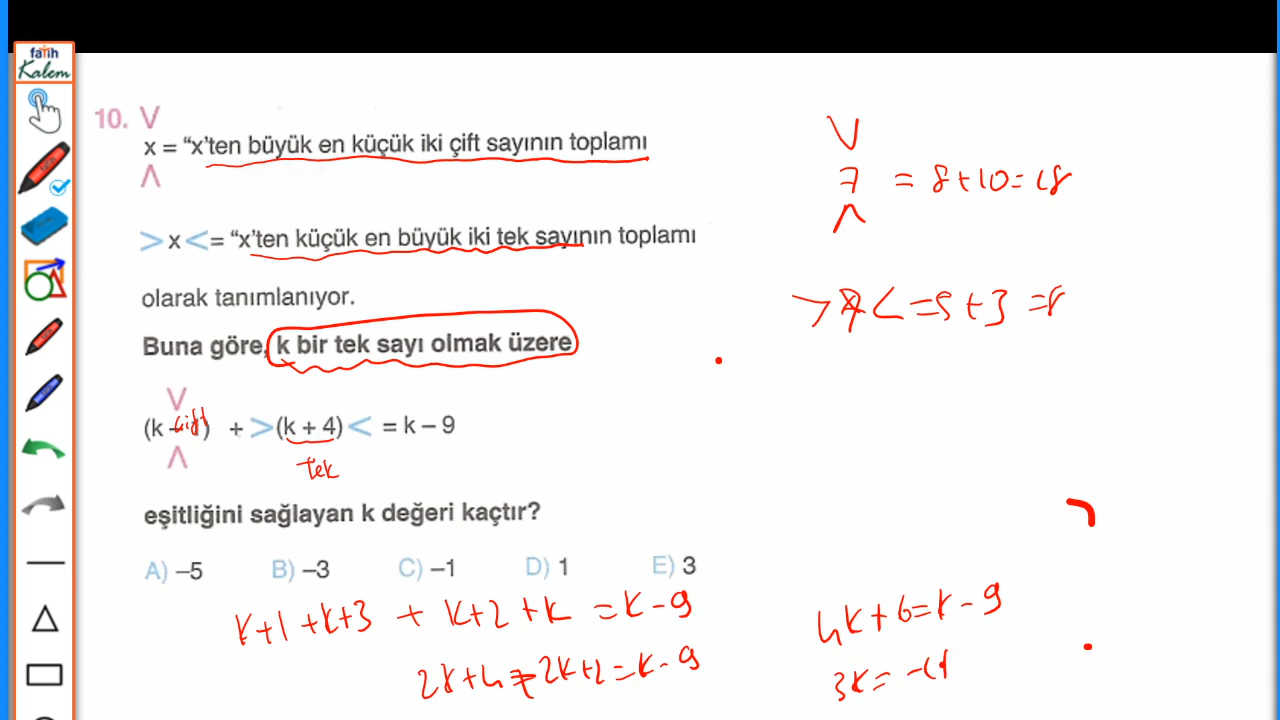 fatih
Kalem
10. V
x = “x’ten büyük en küçük iki çift sayının toplamı
Λ
> x < = “x’ten küçük en büyük iki tek sayının toplamı
olarak tanımlanıyor.
Buna göre, k bir tek sayı olmak üzere
V
(k – çift) + > (k + 4) < = k – 9
Λ
tek
eşitliğini sağlayan k değeri kaçtır?
A) –5 B) –3 C) –1 D) 1 E) 3
k+1+k+3 + k+2+k = k-9
2k+4+2k+2 = k-9
V
7 = 8+10=18
Λ
>7< =5+3=8
4k+6=k-9
3k=